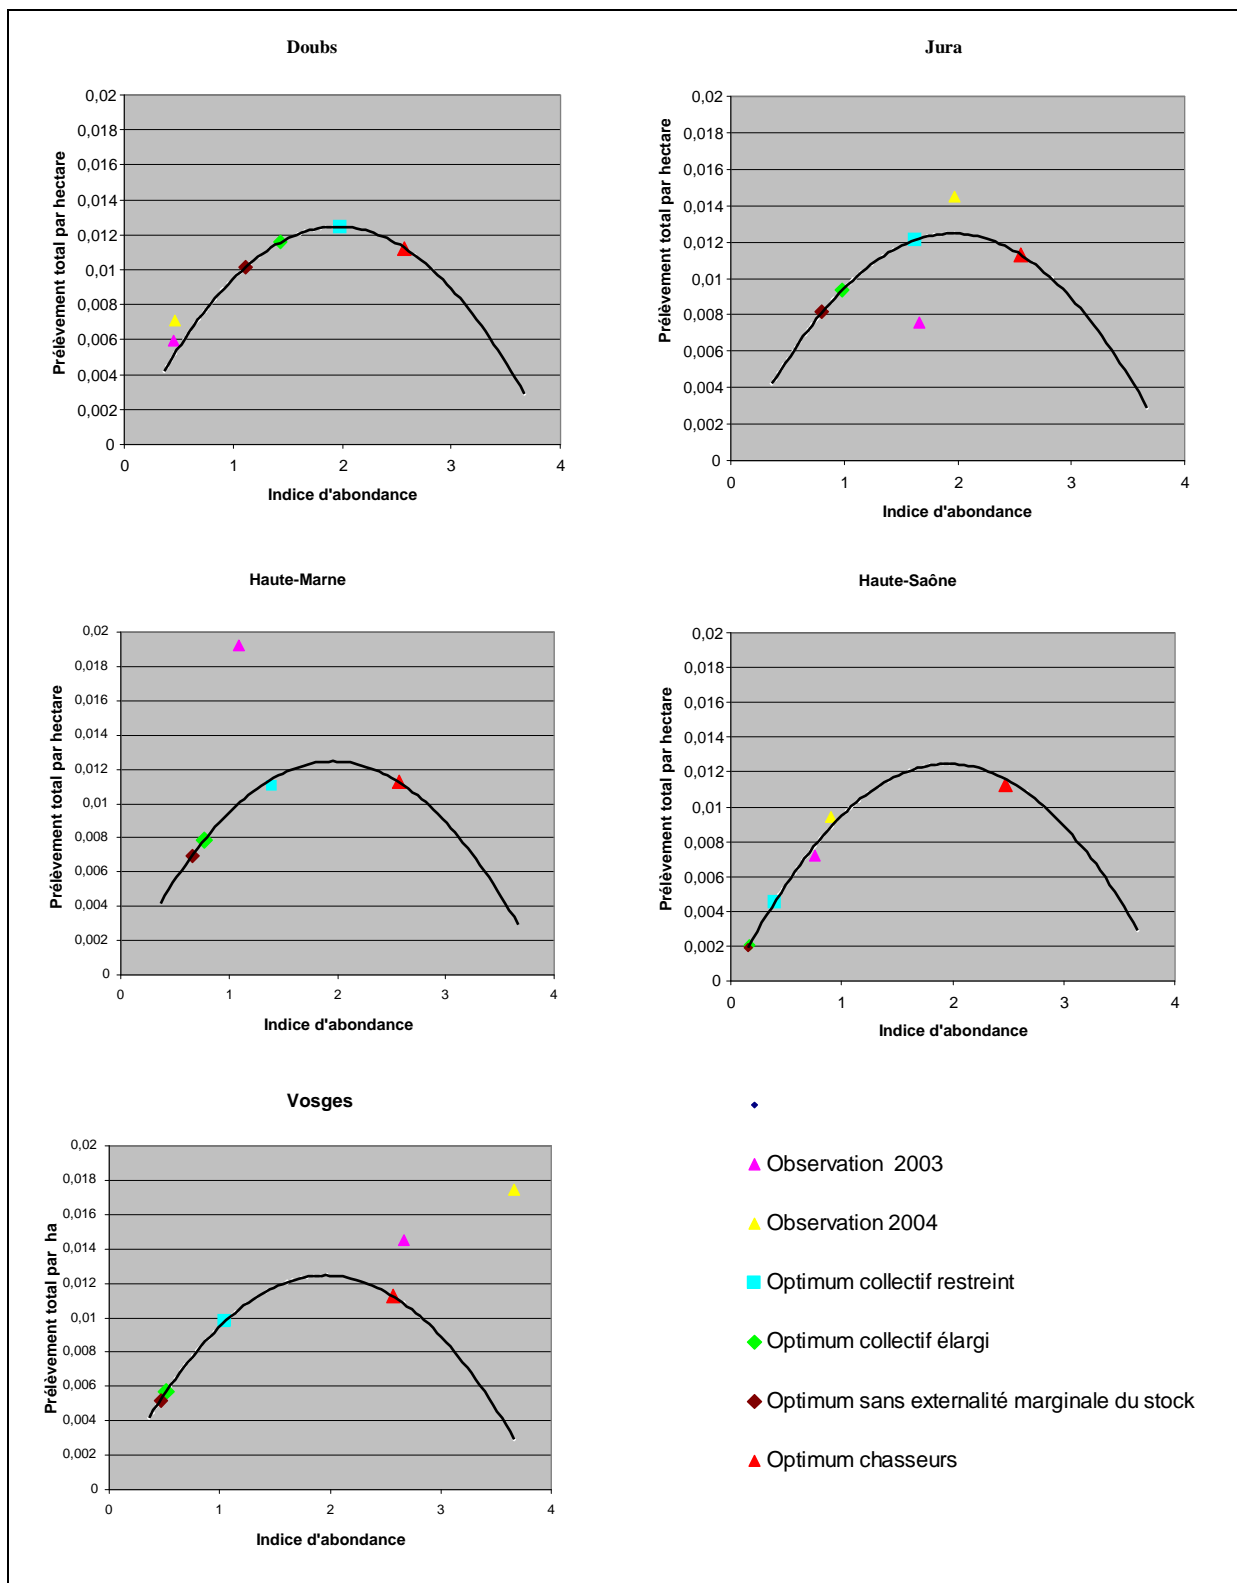 Doubs
Prélèvement total par hectare
0,02
0,018
0,016
0,014
0,012
0,01
0,008
0,006
0,004
0,002
0
0 1 2 3 4
Indice d'abondance
Jura
Prélèvement total par hectare
0,02
0,018
0,016
0,014
0,012
0,01
0,008
0,006
0,004
0,002
0
0 1 2 3 4
Indice d'abondance
Haute-Marne
Prélèvement total par hectare
0,02
0,018
0,016
0,014
0,012
0,01
0,008
0,006
0,004
0,002
0
0 1 2 3 4
Indice d'abondance
Haute-Saône
Prélèvement total par hectare
0,02
0,018
0,016
0,014
0,012
0,01
0,008
0,006
0,004
0,002
0
0 1 2 3 4
Indice d'abondance
Vosges
Prélèvement total par ha
0,02
0,018
0,016
0,014
0,012
0,01
0,008
0,006
0,004
0,002
0
0 1 2 3 4
Indice d'abondance
Observation 2003
Observation 2004
Optimum collectif restreint
Optimum collectif élargi
Optimum sans externalité marginale du stock
Optimum chasseurs